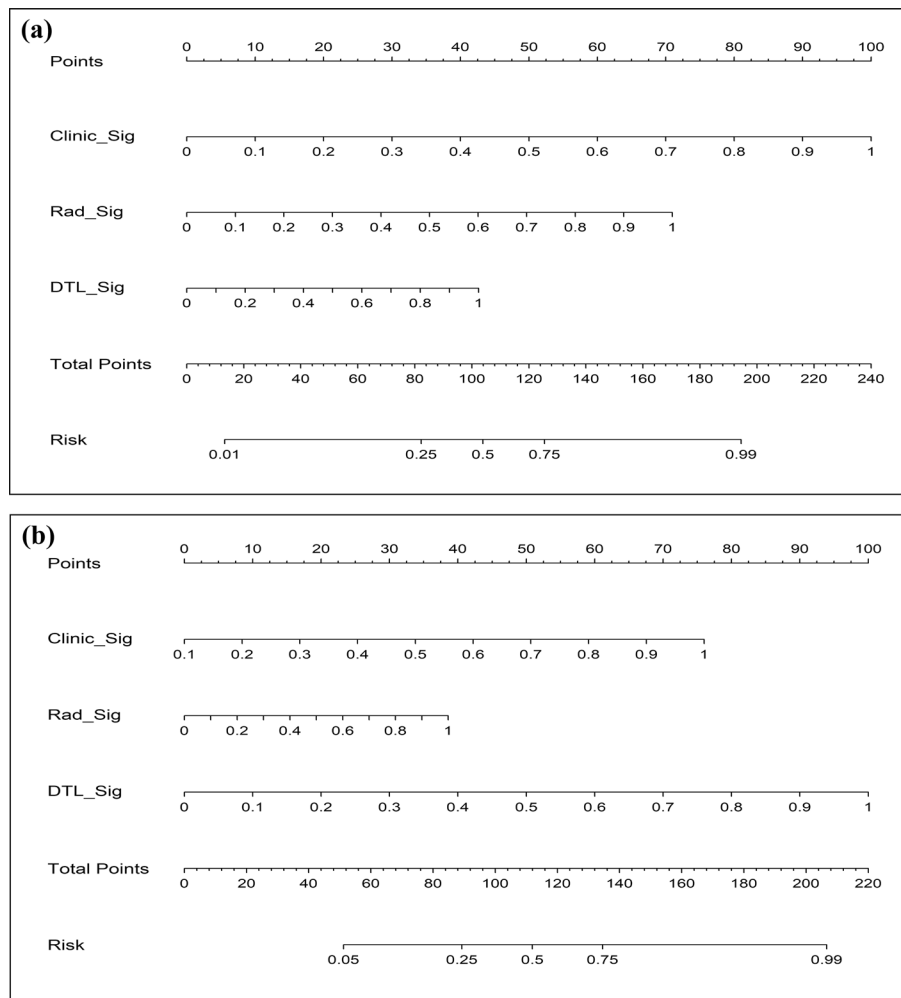 (a)
0 10 20 30 40 50 60 70 80 90 100
Points
Clinic_Sig
0 0.1 0.2 0.3 0.4 0.5 0.6 0.7 0.8 0.9 1
Rad_Sig
0 0.1 0.2 0.3 0.4 0.5 0.6 0.7 0.8 0.9 1
DTL_Sig
0 0.2 0.4 0.6 0.8 1
Total Points
0 20 40 60 80 100 120 140 160 180 200 220 240
Risk
0.01 0.25 0.5 0.75 0.99
(b)
0 10 20 30 40 50 60 70 80 90 100
Points
Clinic_Sig
0.1 0.2 0.3 0.4 0.5 0.6 0.7 0.8 0.9 1
Rad_Sig
0 0.2 0.4 0.6 0.8 1
DTL_Sig
0 0.1 0.2 0.3 0.4 0.5 0.6 0.7 0.8 0.9 1
Total Points
0 20 40 60 80 100 120 140 160 180 200 220
Risk
0.05 0.25 0.5 0.75 0.99